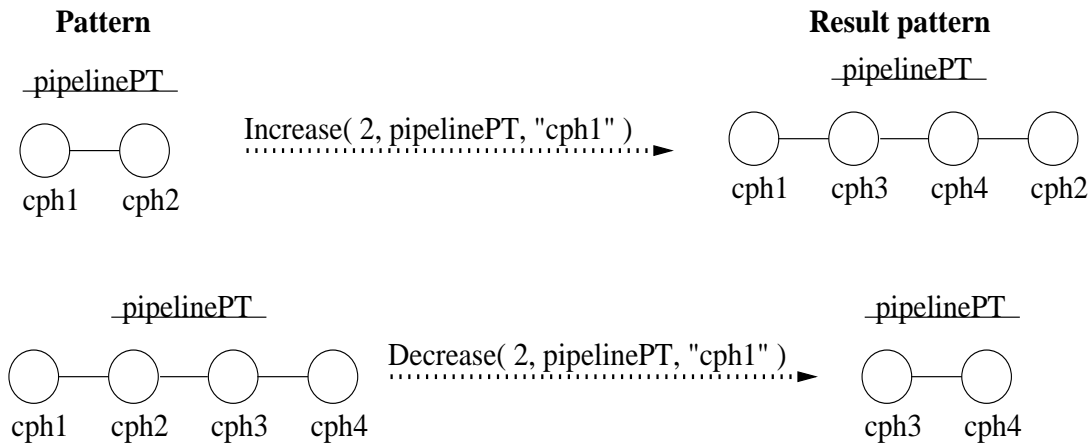 Pattern
Result pattern
pipelinePT
pipelinePT
Increase( 2, pipelinePT, "cph1" )
cph1 cph2
cph1 cph3 cph4 cph2
pipelinePT
pipelinePT
Decrease( 2, pipelinePT, "cph1" )
cph1 cph2 cph3 cph4
cph3 cph4